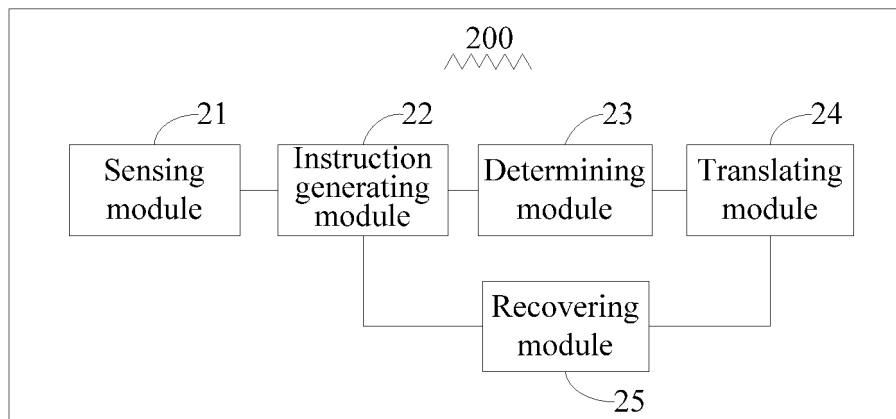 200
21
22
23
24
Sensing
module
Instruction
generating
module
Determining
module
Translating
module
Recovering
module
25